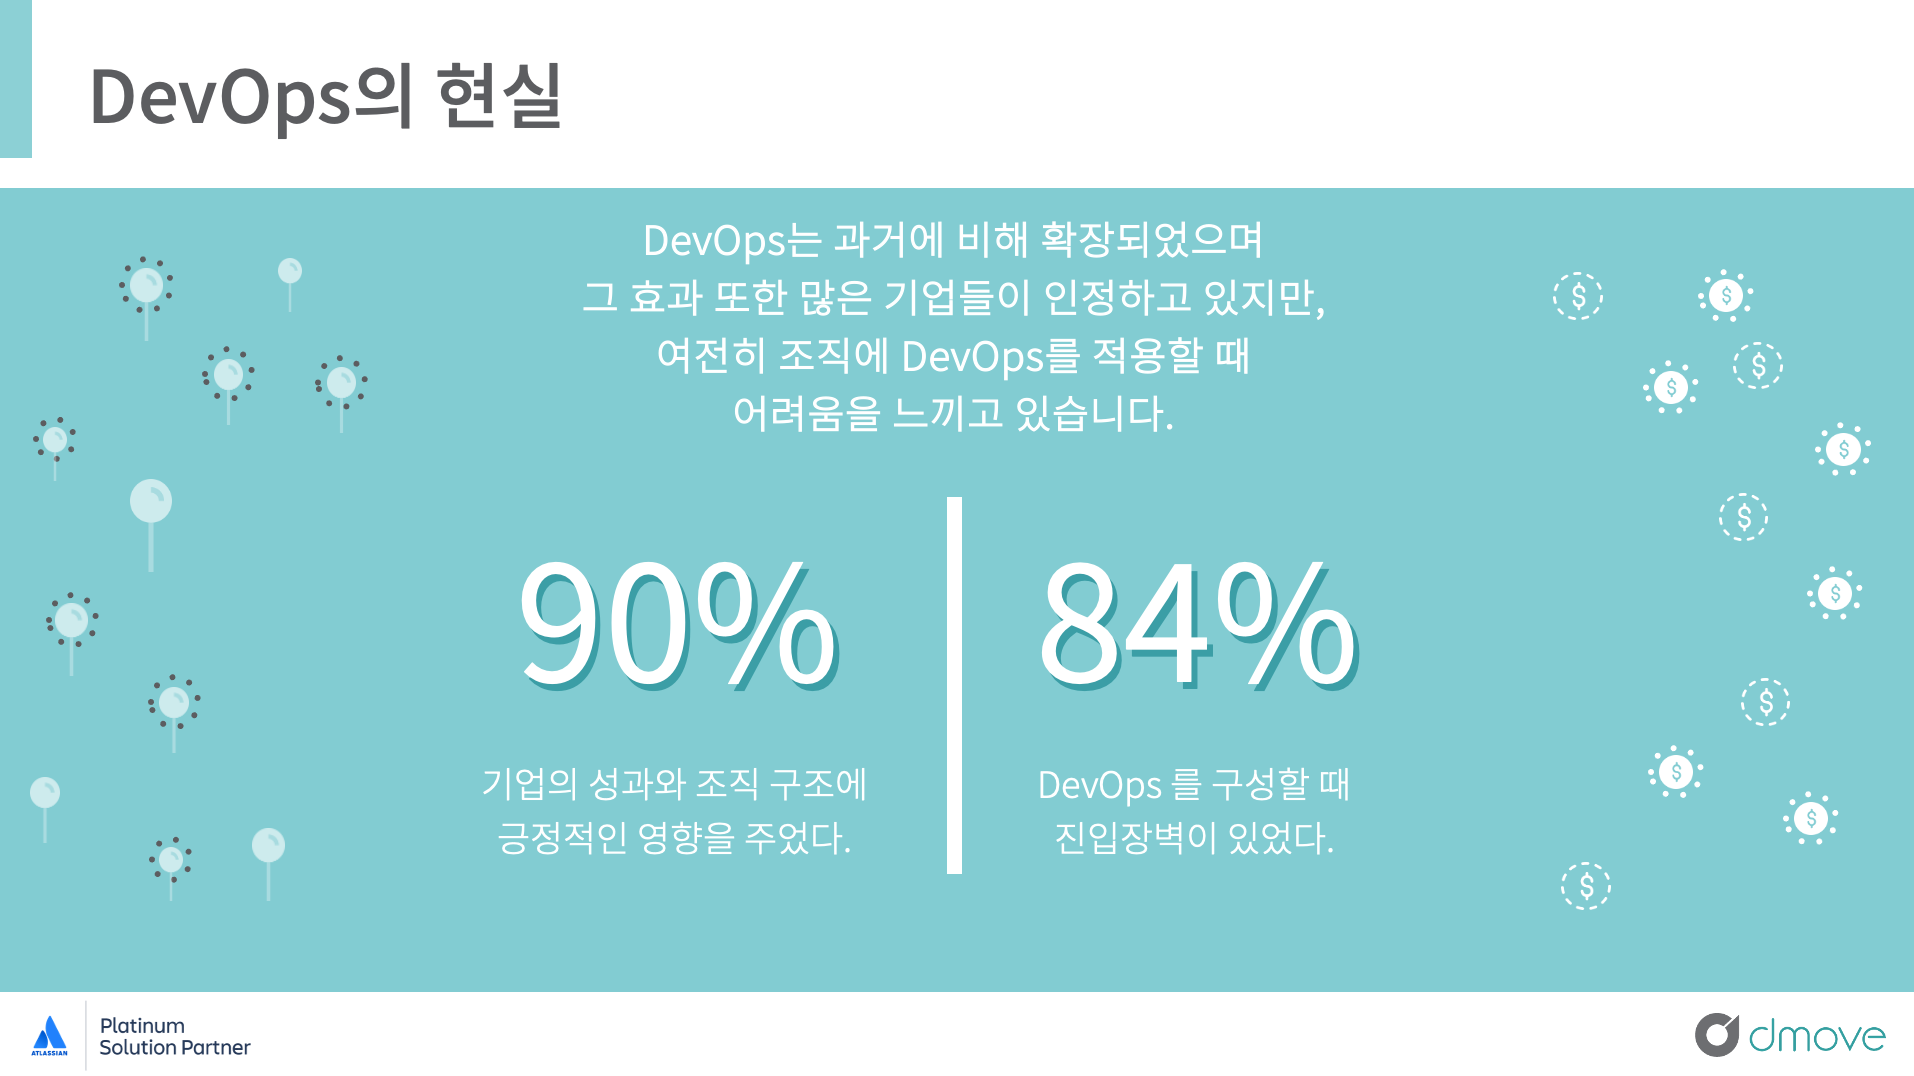 DevOps의 현실
DevOps는 과거에 비해 확장되었으며
그 효과 또한 많은 기업들이 인정하고 있지만,
여전히 조직에 DevOps를 적용할 때
어려움을 느끼고 있습니다.
90%
84%
기업의 성과와 조직 구조에
긍정적인 영향을 주었다.
DevOps 를 구성할 때
진입장벽이 있었다.
ATLASSIAN
Platinum
Solution Partner
dmove